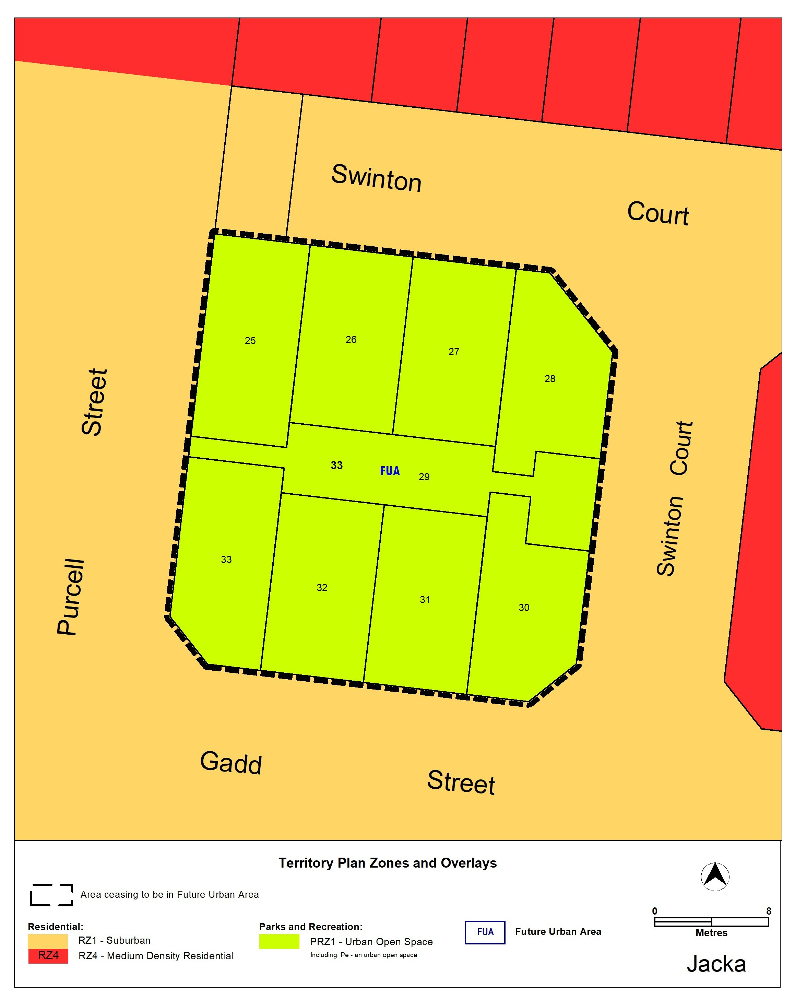 Swinton
Court
25
26
27
28
Street
33
FUA
29
Swinton Court
Purcell
33
32
31
30
Gadd
Street
Territory Plan Zones and Overlays
Area ceasing to be in Future Urban Area
0 8
Metres
Residential:
RZ1 - Suburban
RZ4
RZ4 - Medium Density Residential
Parks and Recreation:
PRZ1 - Urban Open Space
Including: Pe - an urban open space
FUA
Future Urban Area
Jacka